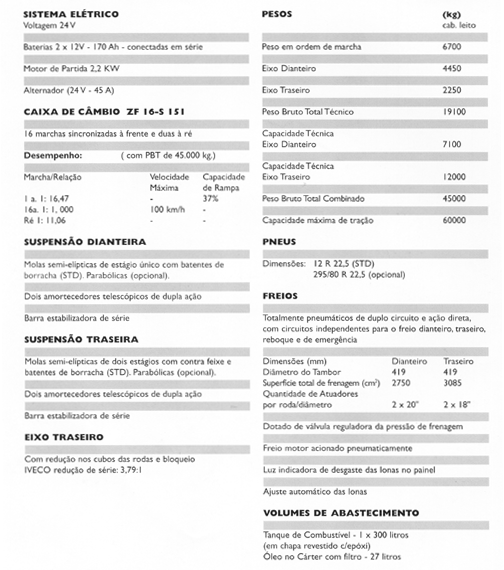 SISTEMA ELÉTRICO
Voltagem 24 V
Baterias 2 x 12V - 170 Ah - conectadas em série
Motor de Partida 2,2 KW
Alternador (24 V - 45 A)
CAIXA DE CÂMBIO ZF 16-S 151
16 marchas sincronizadas à frente e duas à ré
Desempenho: ( com PBT de 45.000 kg.)
Marcha/Relação Velocidade Capacidade
Máxima de Rampa
1 a. 1: 16,47 - 37%
16a. 1: 1, 000 100 km/h -
Ré 1: 11,06 - -
SUSPENSÃO DIANTEIRA
Molas semi-elípticas de estágio único com batentes de
borracha (STD). Parabólicas (opcional).
Dois amortecedores telescópicos de dupla ação
Barra estabilizadora de série
SUSPENSÃO TRASEIRA
Molas semi-elípticas de dois estágios com contra feixe e
batentes de borracha (STD). Parabólicas (opcional).
Dois amortecedores telescópicos de dupla ação
Barra estabilizadora de série
EIXO TRASEIRO
Com redução nos cubos das rodas e bloqueio
IVECO redução de série: 3,79:1
PESOS (kg)
cab. leito
Peso em ordem de marcha 6700
Eixo Dianteiro 4450
Eixo Traseiro 2250
Peso Bruto Total Técnico 19100
Capacidade Técnica
Eixo Dianteiro 7100
Capacidade Técnica
Eixo Traseiro 12000
Peso Bruto Total Combinado 45000
Capacidade máxima de tração 60000
PNEUS
Dimensões: 12 R 22,5 (STD)
295/80 R 22,5 (opcional)
FREIOS
Totalmente pneumáticos de duplo circuito e ação direta,
com circuitos independentes para o freio dianteiro, traseiro,
reboque e de emergência
Dimensões (mm) Dianteiro Traseiro
Diâmetro do Tambor 419 419
Superfície total de frenagem (cm²) 2750 3085
Quantidade de Atuadores
por roda/diâmetro 2 x 20" 2 x 18"
Dotado de válvula reguladora da pressão de frenagem
Freio motor acionado pneumaticamente
Luz indicadora de desgaste das lonas no painel
Ajuste automático das lonas
VOLUMES DE ABASTECIMENTO
Tanque de Combustível - 1 x 300 litros
(em chapa revestido c/epóxi)
Óleo no Cárter com filtro - 27 litros